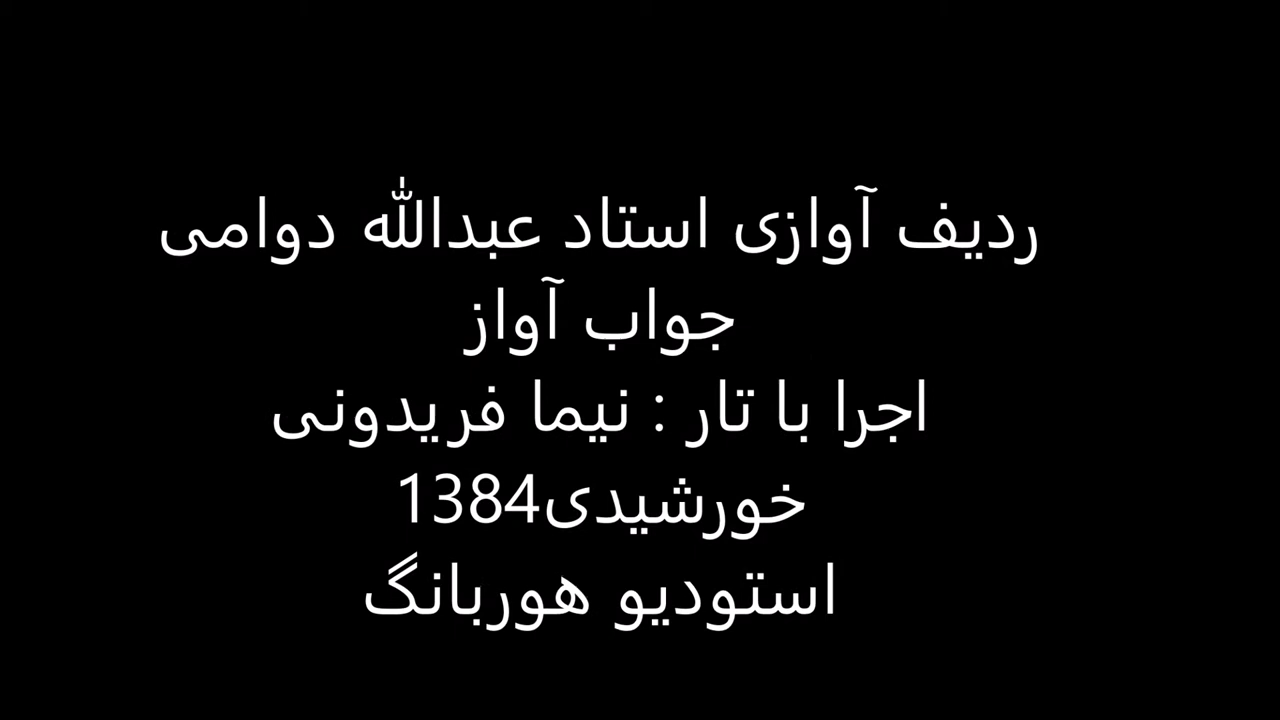 ردیف آوازی استاد عبدالله دوامی
جواب آواز
اجرا با تار : نیما فریدونی
خورشیدی1384
استودیو هوربانگ